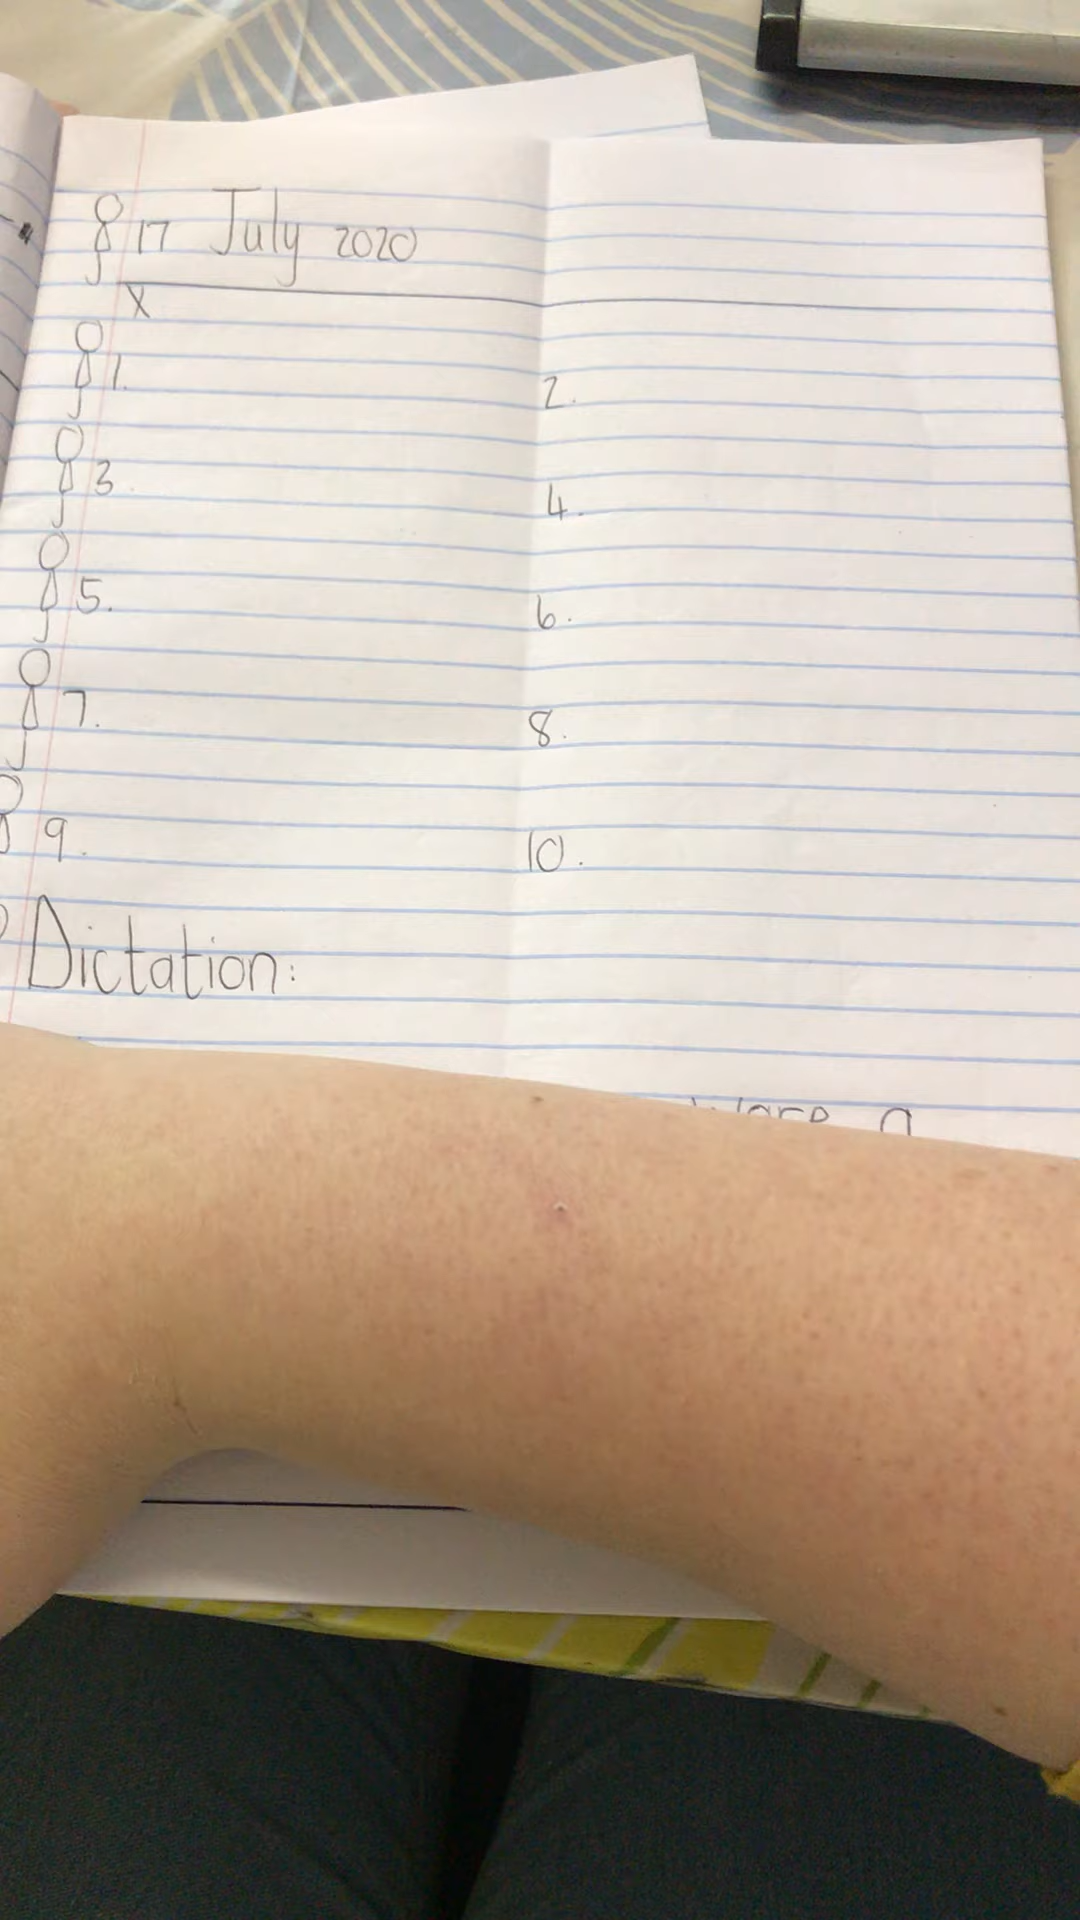 17 July 2020
X
1. 2.
3. 4.
5. 6.
7. 8.
9. 10.
Dictation: